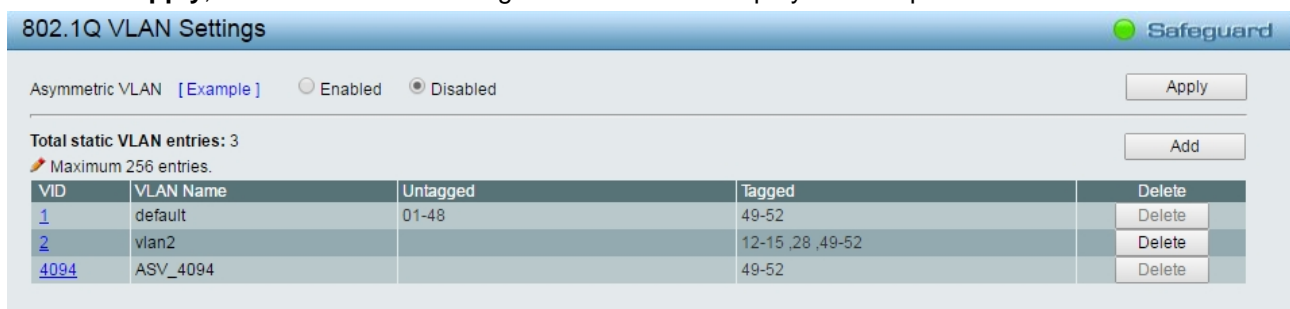 Apply,
802.1Q VLAN Settings Safeguard
Asymmetric VLAN [ Example ] Enabled Disabled Apply
Total static VLAN entries: 3
Add
Maximum 256 entries.
VID VLAN Name Untagged Tagged Delete
1 default 01-48 49-52 Delete
2 vlan2 12-15 ,28 ,49-52 Delete
4094 ASV_4094 49-52 Delete